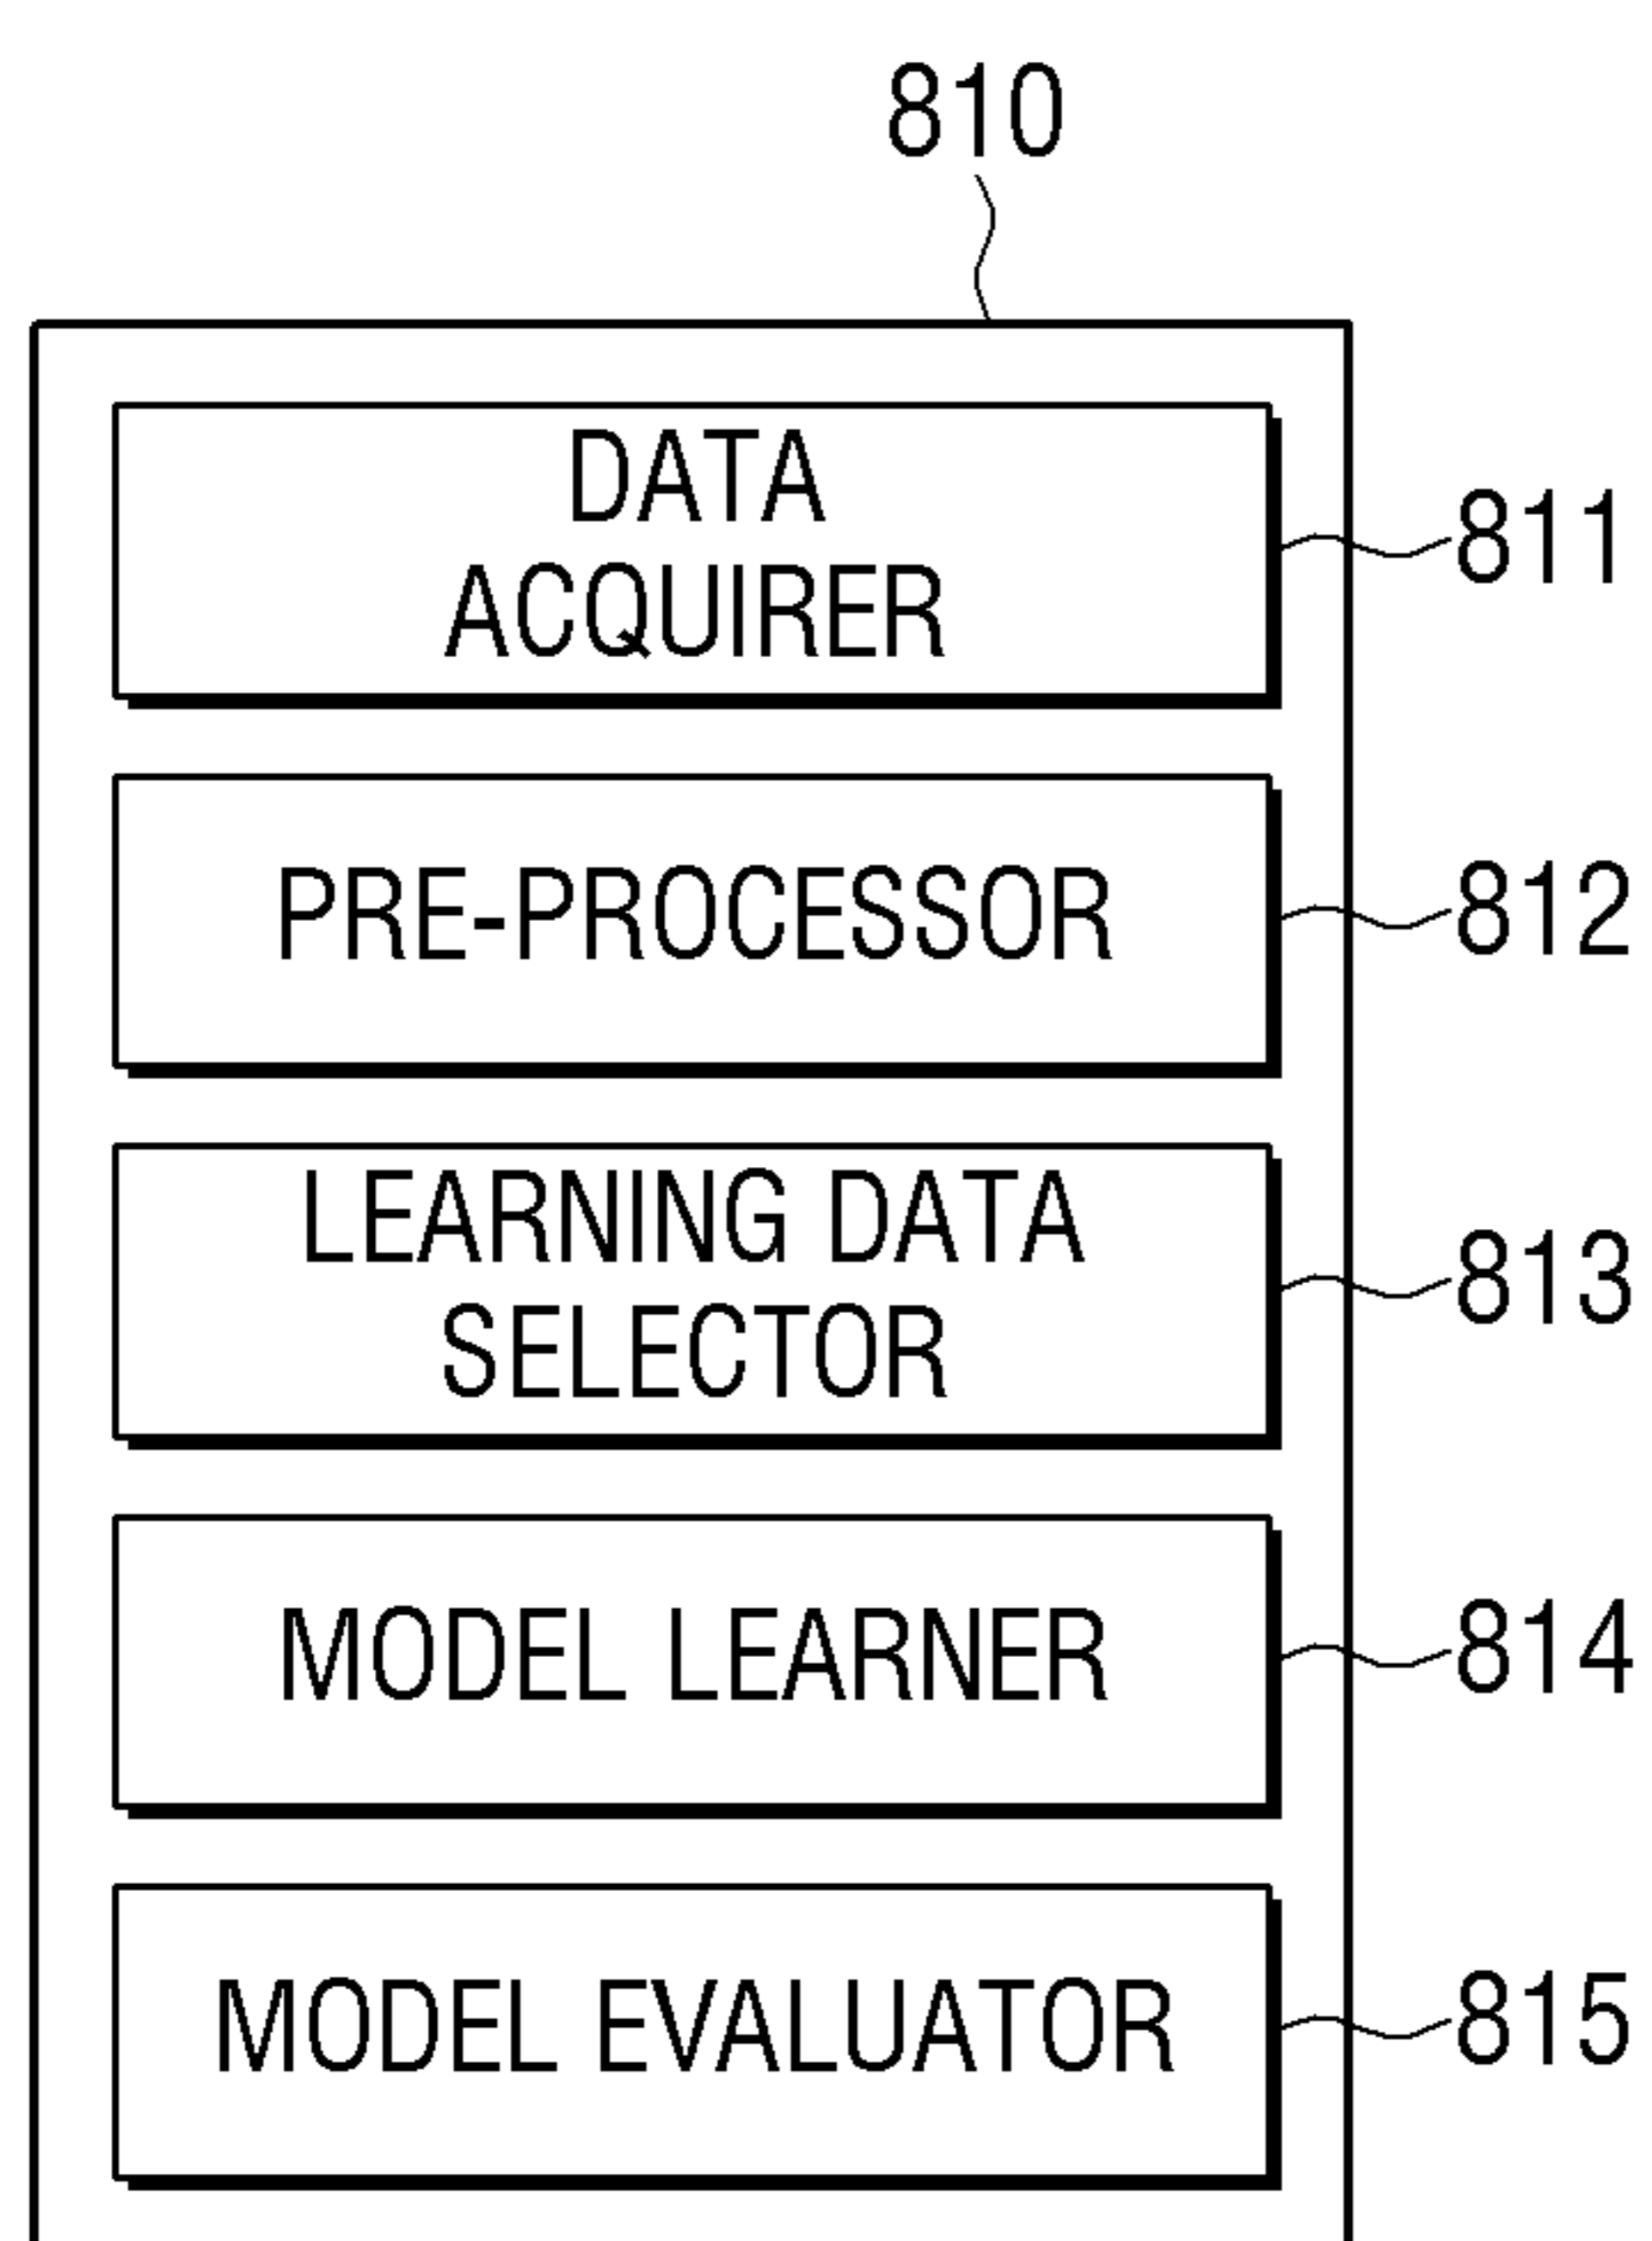 810
DATA
ACQUIRER
811
PRE-PROCESSOR
812
LEARNING DATA
SELECTOR
813
MODEL LEARNER
814
MODEL EVALUATOR
815